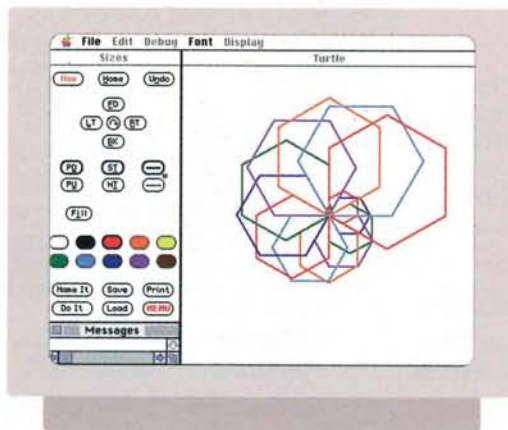 File Edit Debug Font Display
Sizes
Turtle
New Home Undo
FD
LT RT
BK
PD ST
PU HT
Fill
Name It Save Print
Do It Load MENU
Messages